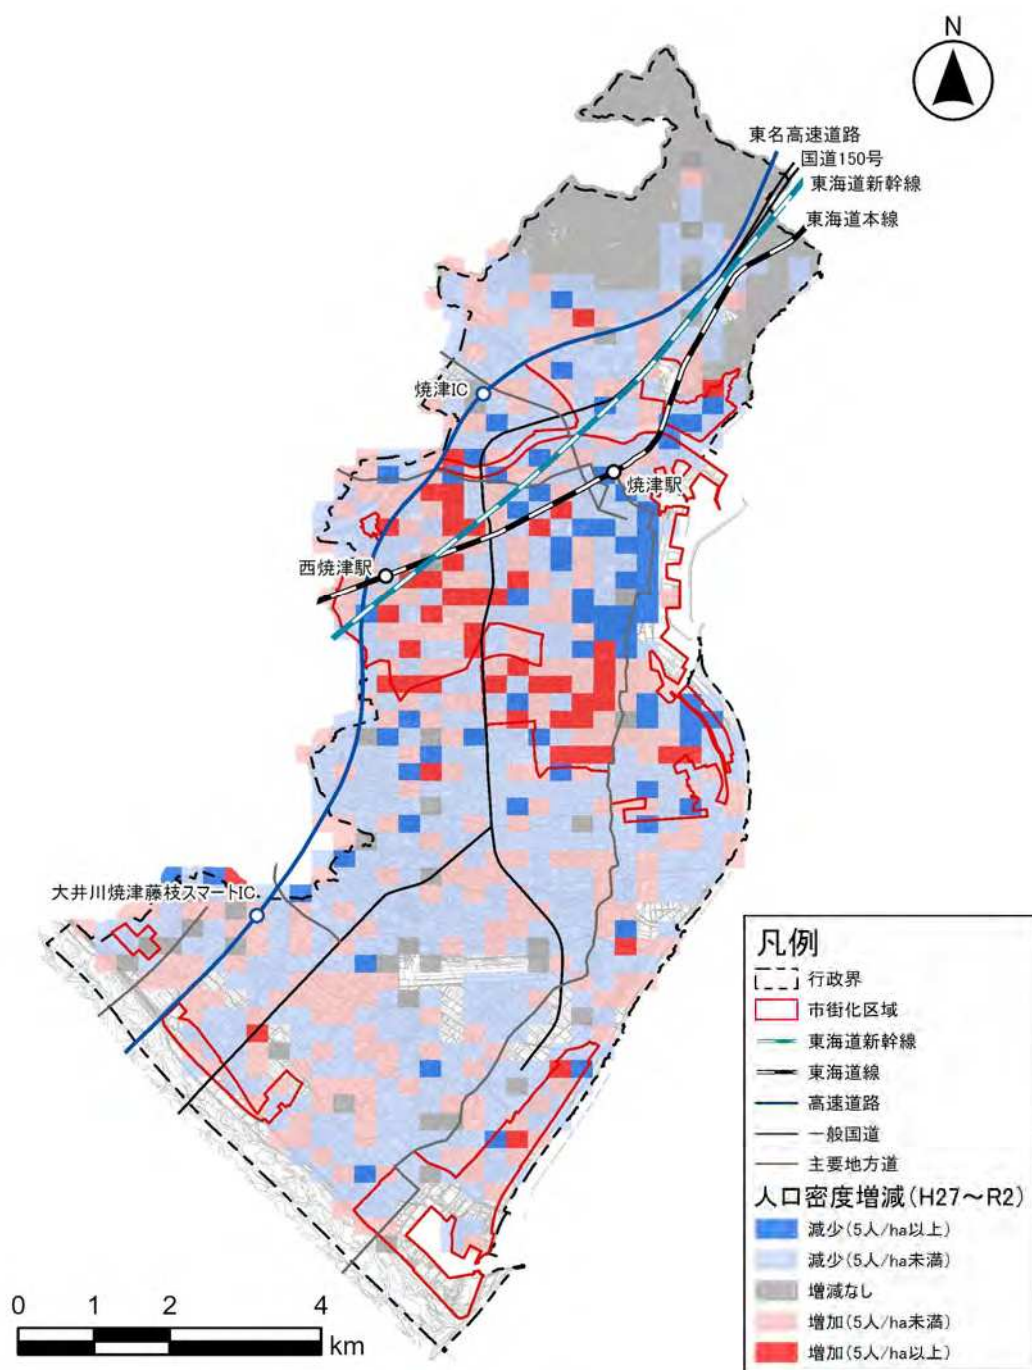 N
東名高速道路
国道150号
東海道新幹線
東海道本線
焼津IC
焼津駅
西焼津駅
大井川焼津藤枝スマートIC
凡例
行政界
市街化区域
東海道新幹線
東海道線
高速道路
一般国道
主要地方道
人口密度増減(H27~R2)
減少(5人/ha以上)
減少(5人/ha未満)
増減なし
増加(5人/ha未満)
増加(5人/ha以上)
0 1 2 4
km